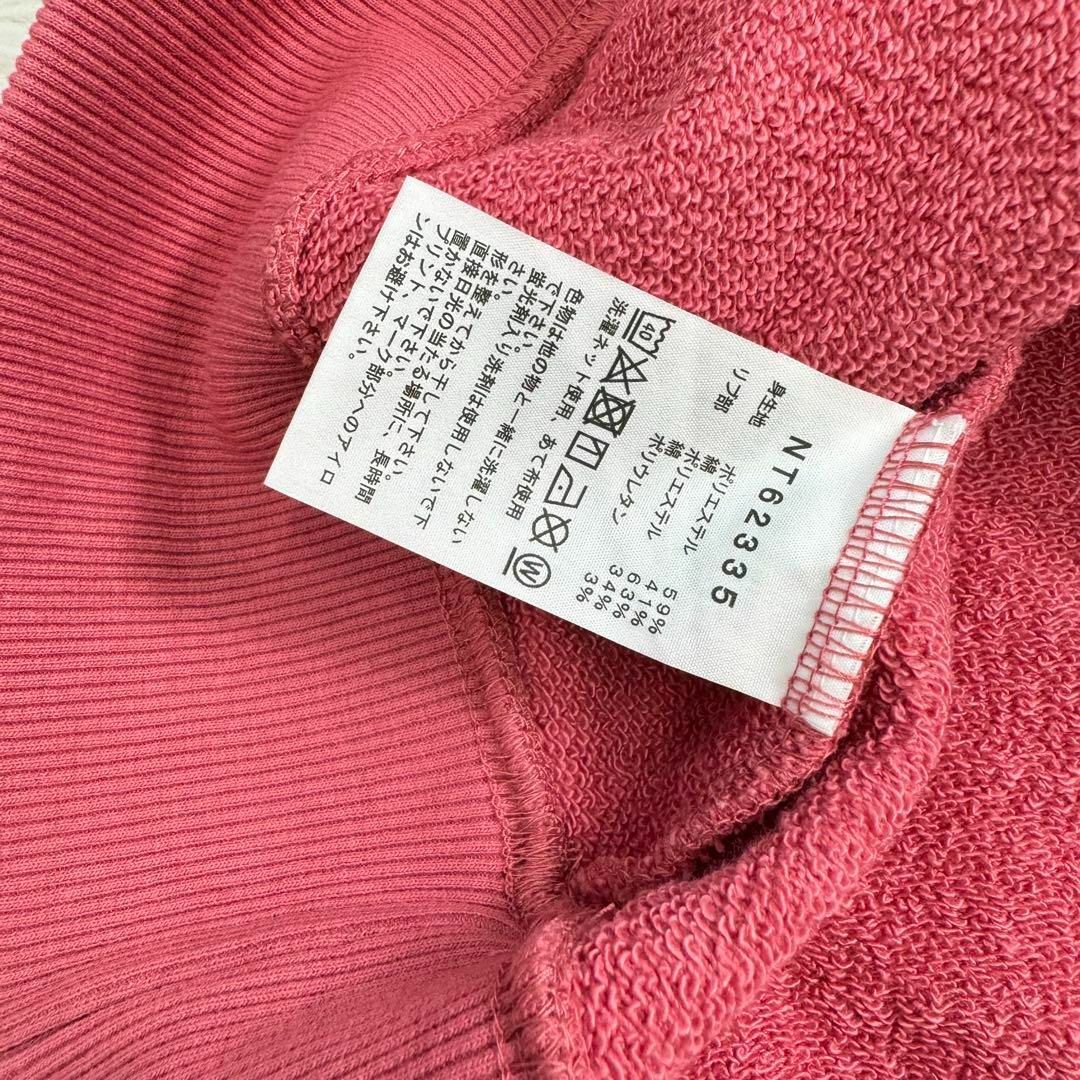 NT62335
身生地 ポリエステル 59%
綿 41%
リブ部 綿 63%
ポリエステル 34%
ポリウレタン 3%
40 W
洗濯ネット使用、あて布使用
色物は他の物と一緒に洗濯しない
で下さい。
蛍光剤入り洗剤は使用しないで下
さい。
形を整えてから干して下さい。
直接日光の当たる場所に、長時間
置かないで下さい。
プリント、マーク部分へのアイロ
ンはお避け下さい。